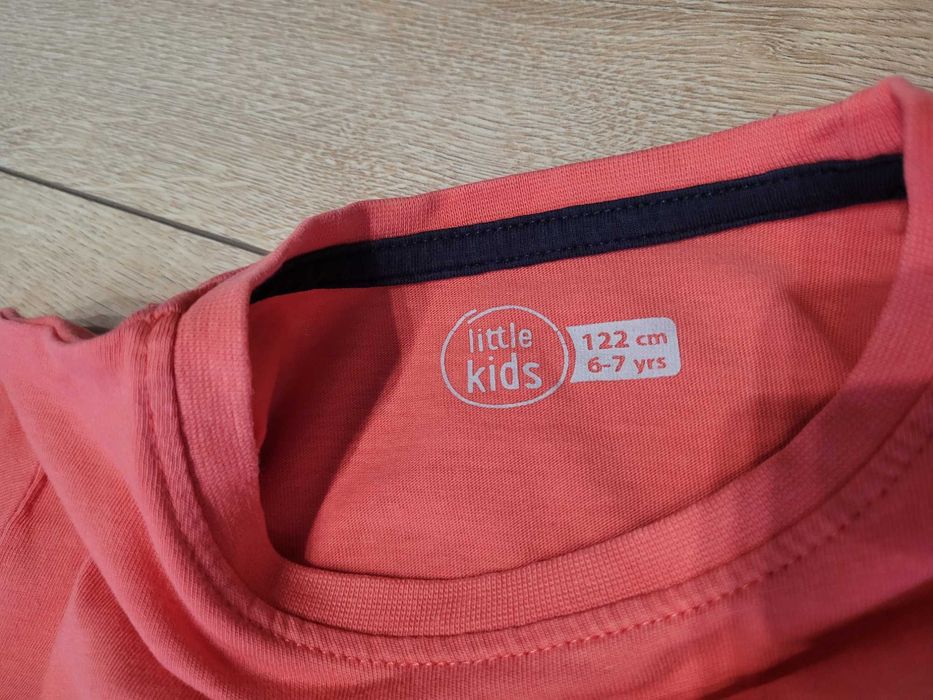 little
kids
122 cm
6-7 yrs